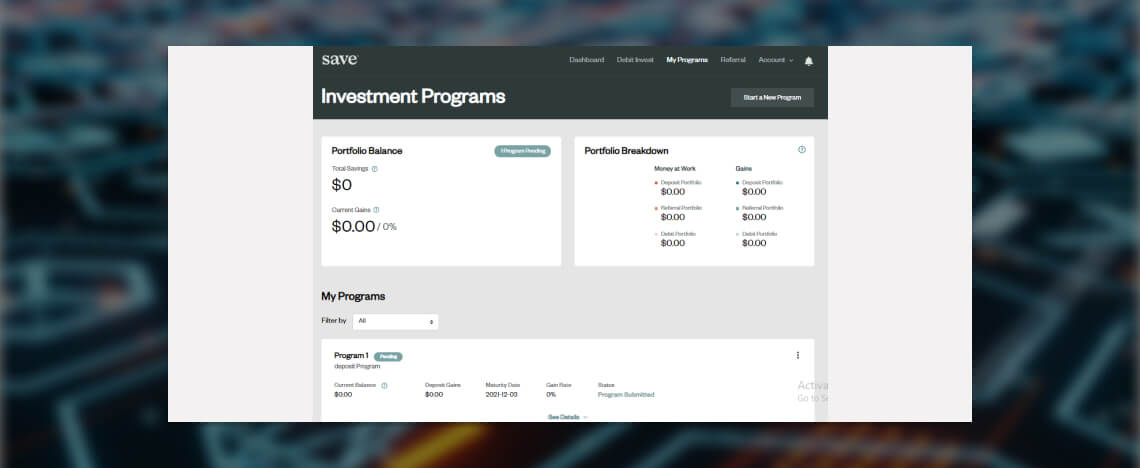 save
Dashboard Debit Invest My Programs Referral Account
Investment Programs
Start a New Program
Portfolio Balance
1 Program Pending
Total Savings
$0
Current Gains
$0.00 / 0%
Portfolio Breakdown
Money at Work Gains
Deposit Portfolio Deposit Portfolio
$0.00 $0.00
Referral Portfolio Referral Portfolio
$0.00 $0.00
Debit Portfolio Debit Portfolio
$0.00 $0.00
My Programs
Filter by All
Program 1 Pending
deposit Program
Current Balance Deposit Gains Maturity Date Gain Rate Status
$0.00 $0.00 2021-12-03 0% Program Submitted
See Details
Activa
Go to Se